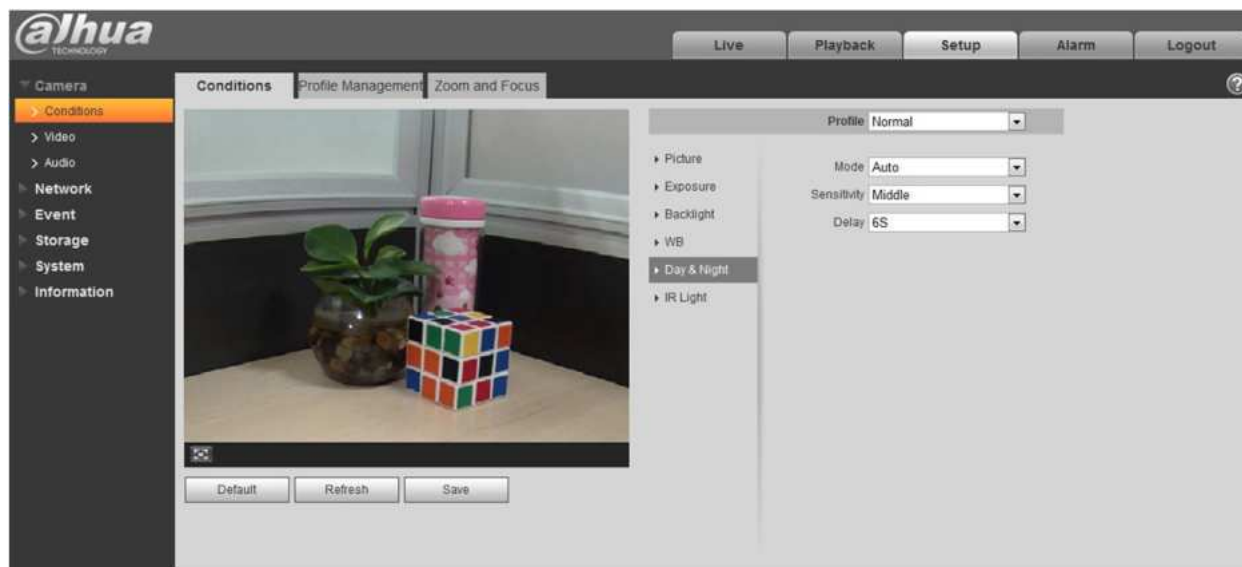 alhua
TECHNOLOGY
Live
Playback
Setup
Alarm
Logout
Camera
Conditions
Video
Audio
Network
Event
Storage
System
Information
Conditions
Profile Management
Zoom and Focus
?
Profile Normal
Picture
Exposure
Backlight
WB
Day & Night
IR Light
Mode Auto
Sensitivity Middle
Delay 6S
Default
Refresh
Save